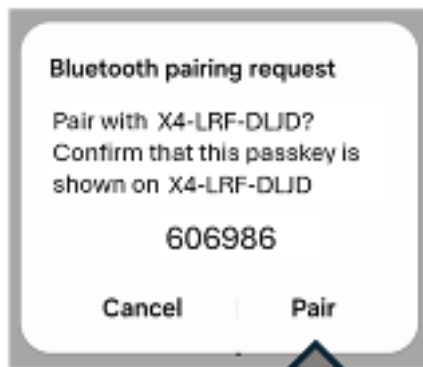 Bluetooth pairing request
Pair with X4-LRF-DLJD?
Confirm that this passkey is
shown on X4-LRF-DLJD
606986
Cancel
Pair